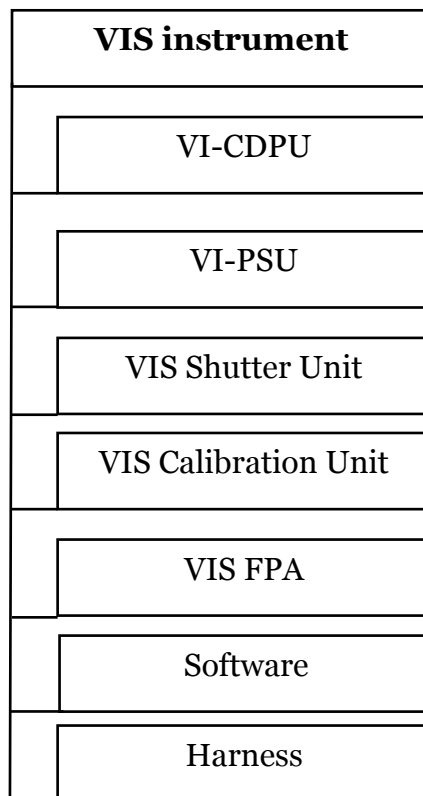 VIS instrument
VI-CDPU
VI-PSU
VIS Shutter Unit
VIS Calibration Unit
VIS FPA
Software
Harness